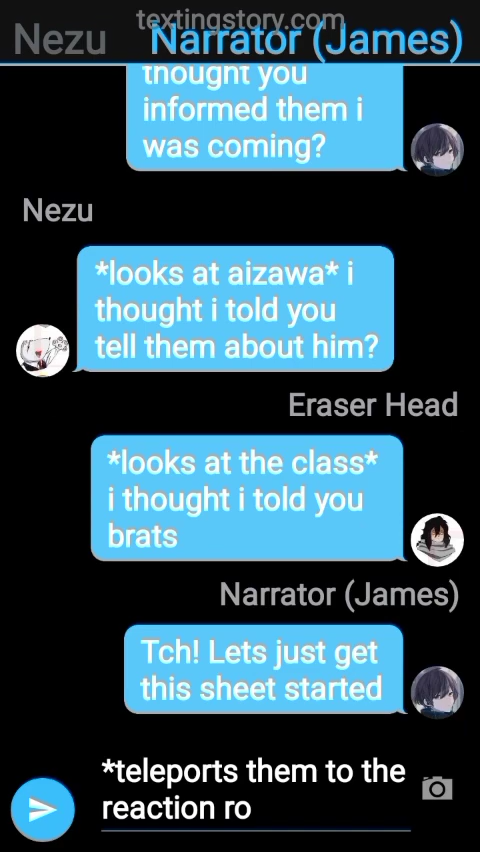 textingstory.com
Nezu Narrator (James)
thought you
informed them i
was coming?
Nezu
*looks at aizawa* i
thought i told you
tell them about him?
Eraser Head
*looks at the class*
i thought i told you
brats
Narrator (James)
Tch! Lets just get
this sheet started
*teleports them to the
reaction ro